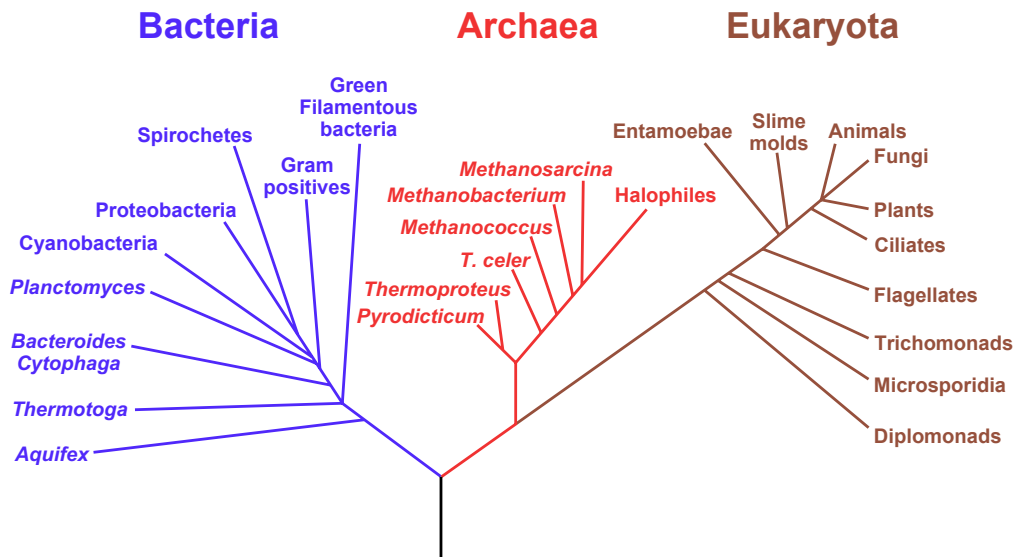 Bacteria
Archaea
Eukaryota
Green
Filamentous
bacteria
Spirochetes
Gram
positives
Proteobacteria
Cyanobacteria
Planctomyces
Bacteroides
Cytophaga
Thermotoga
Aquifex
Methanosarcina
Methanobacterium
Halophiles
Methanococcus
T. celer
Thermoproteus
Pyrodicticum
Entamoebae
Slime
molds
Animals
Fungi
Plants
Ciliates
Flagellates
Trichomonads
Microsporidia
Diplomonads